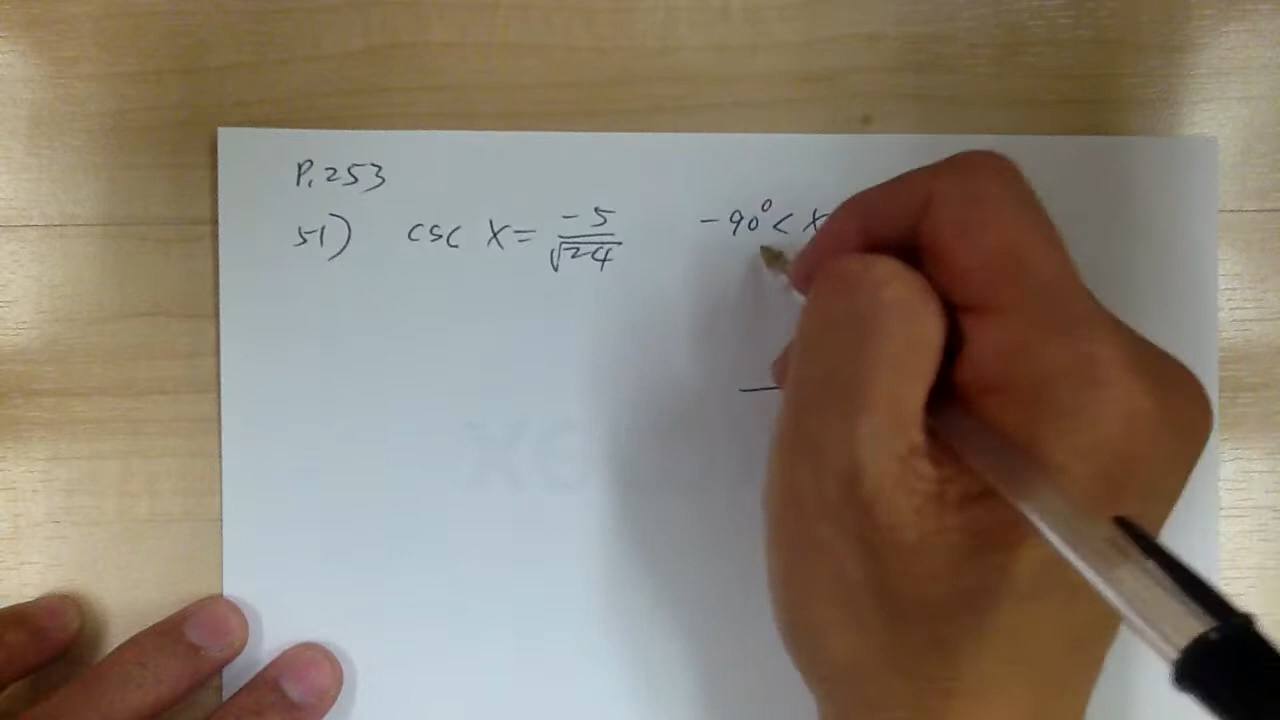 P.253
51) csc x = -5/√24 -90° < x